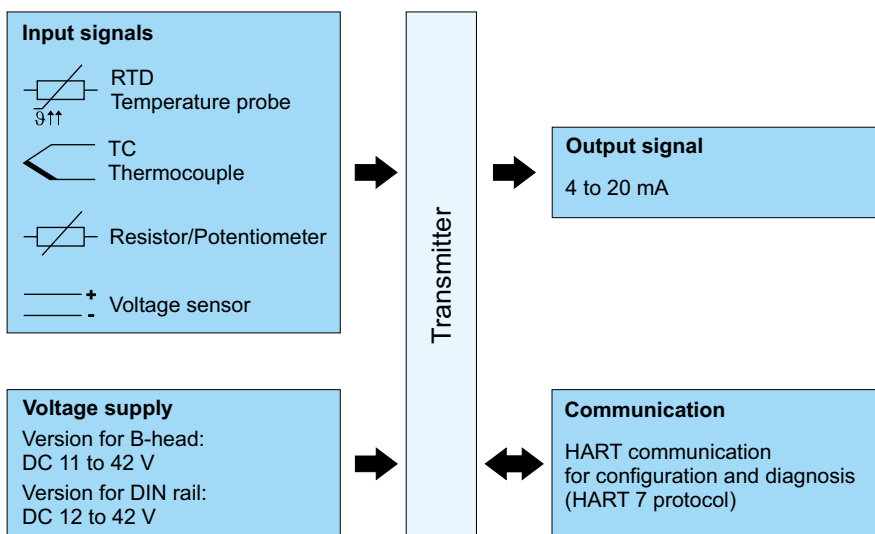 Input signals
RTD
Temperature probe
ϑ↑↑
TC
Thermocouple
Resistor/Potentiometer
+
-
Voltage sensor
Voltage supply
Version for B-head:
DC 11 to 42 V
Version for DIN rail:
DC 12 to 42 V
Transmitter
Output signal
4 to 20 mA
Communication
HART communication
for configuration and diagnosis
(HART 7 protocol)